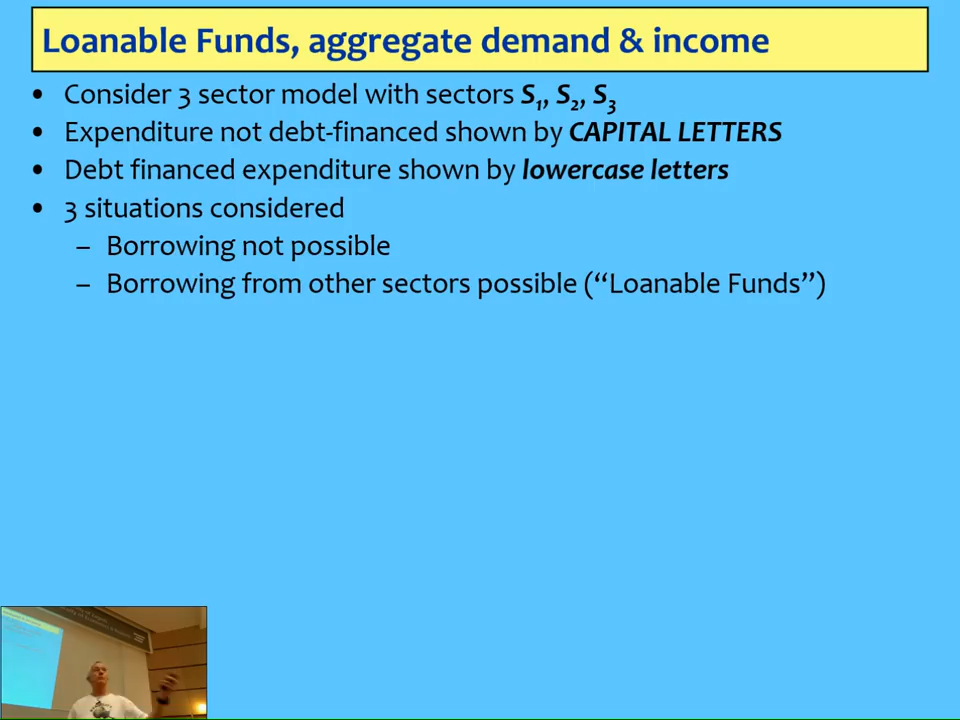 Loanable Funds, aggregate demand & income
• Consider 3 sector model with sectors S1, S2, S3
• Expenditure not debt-financed shown by CAPITAL LETTERS
• Debt financed expenditure shown by lowercase letters
• 3 situations considered
– Borrowing not possible
– Borrowing from other sectors possible (“Loanable Funds”)